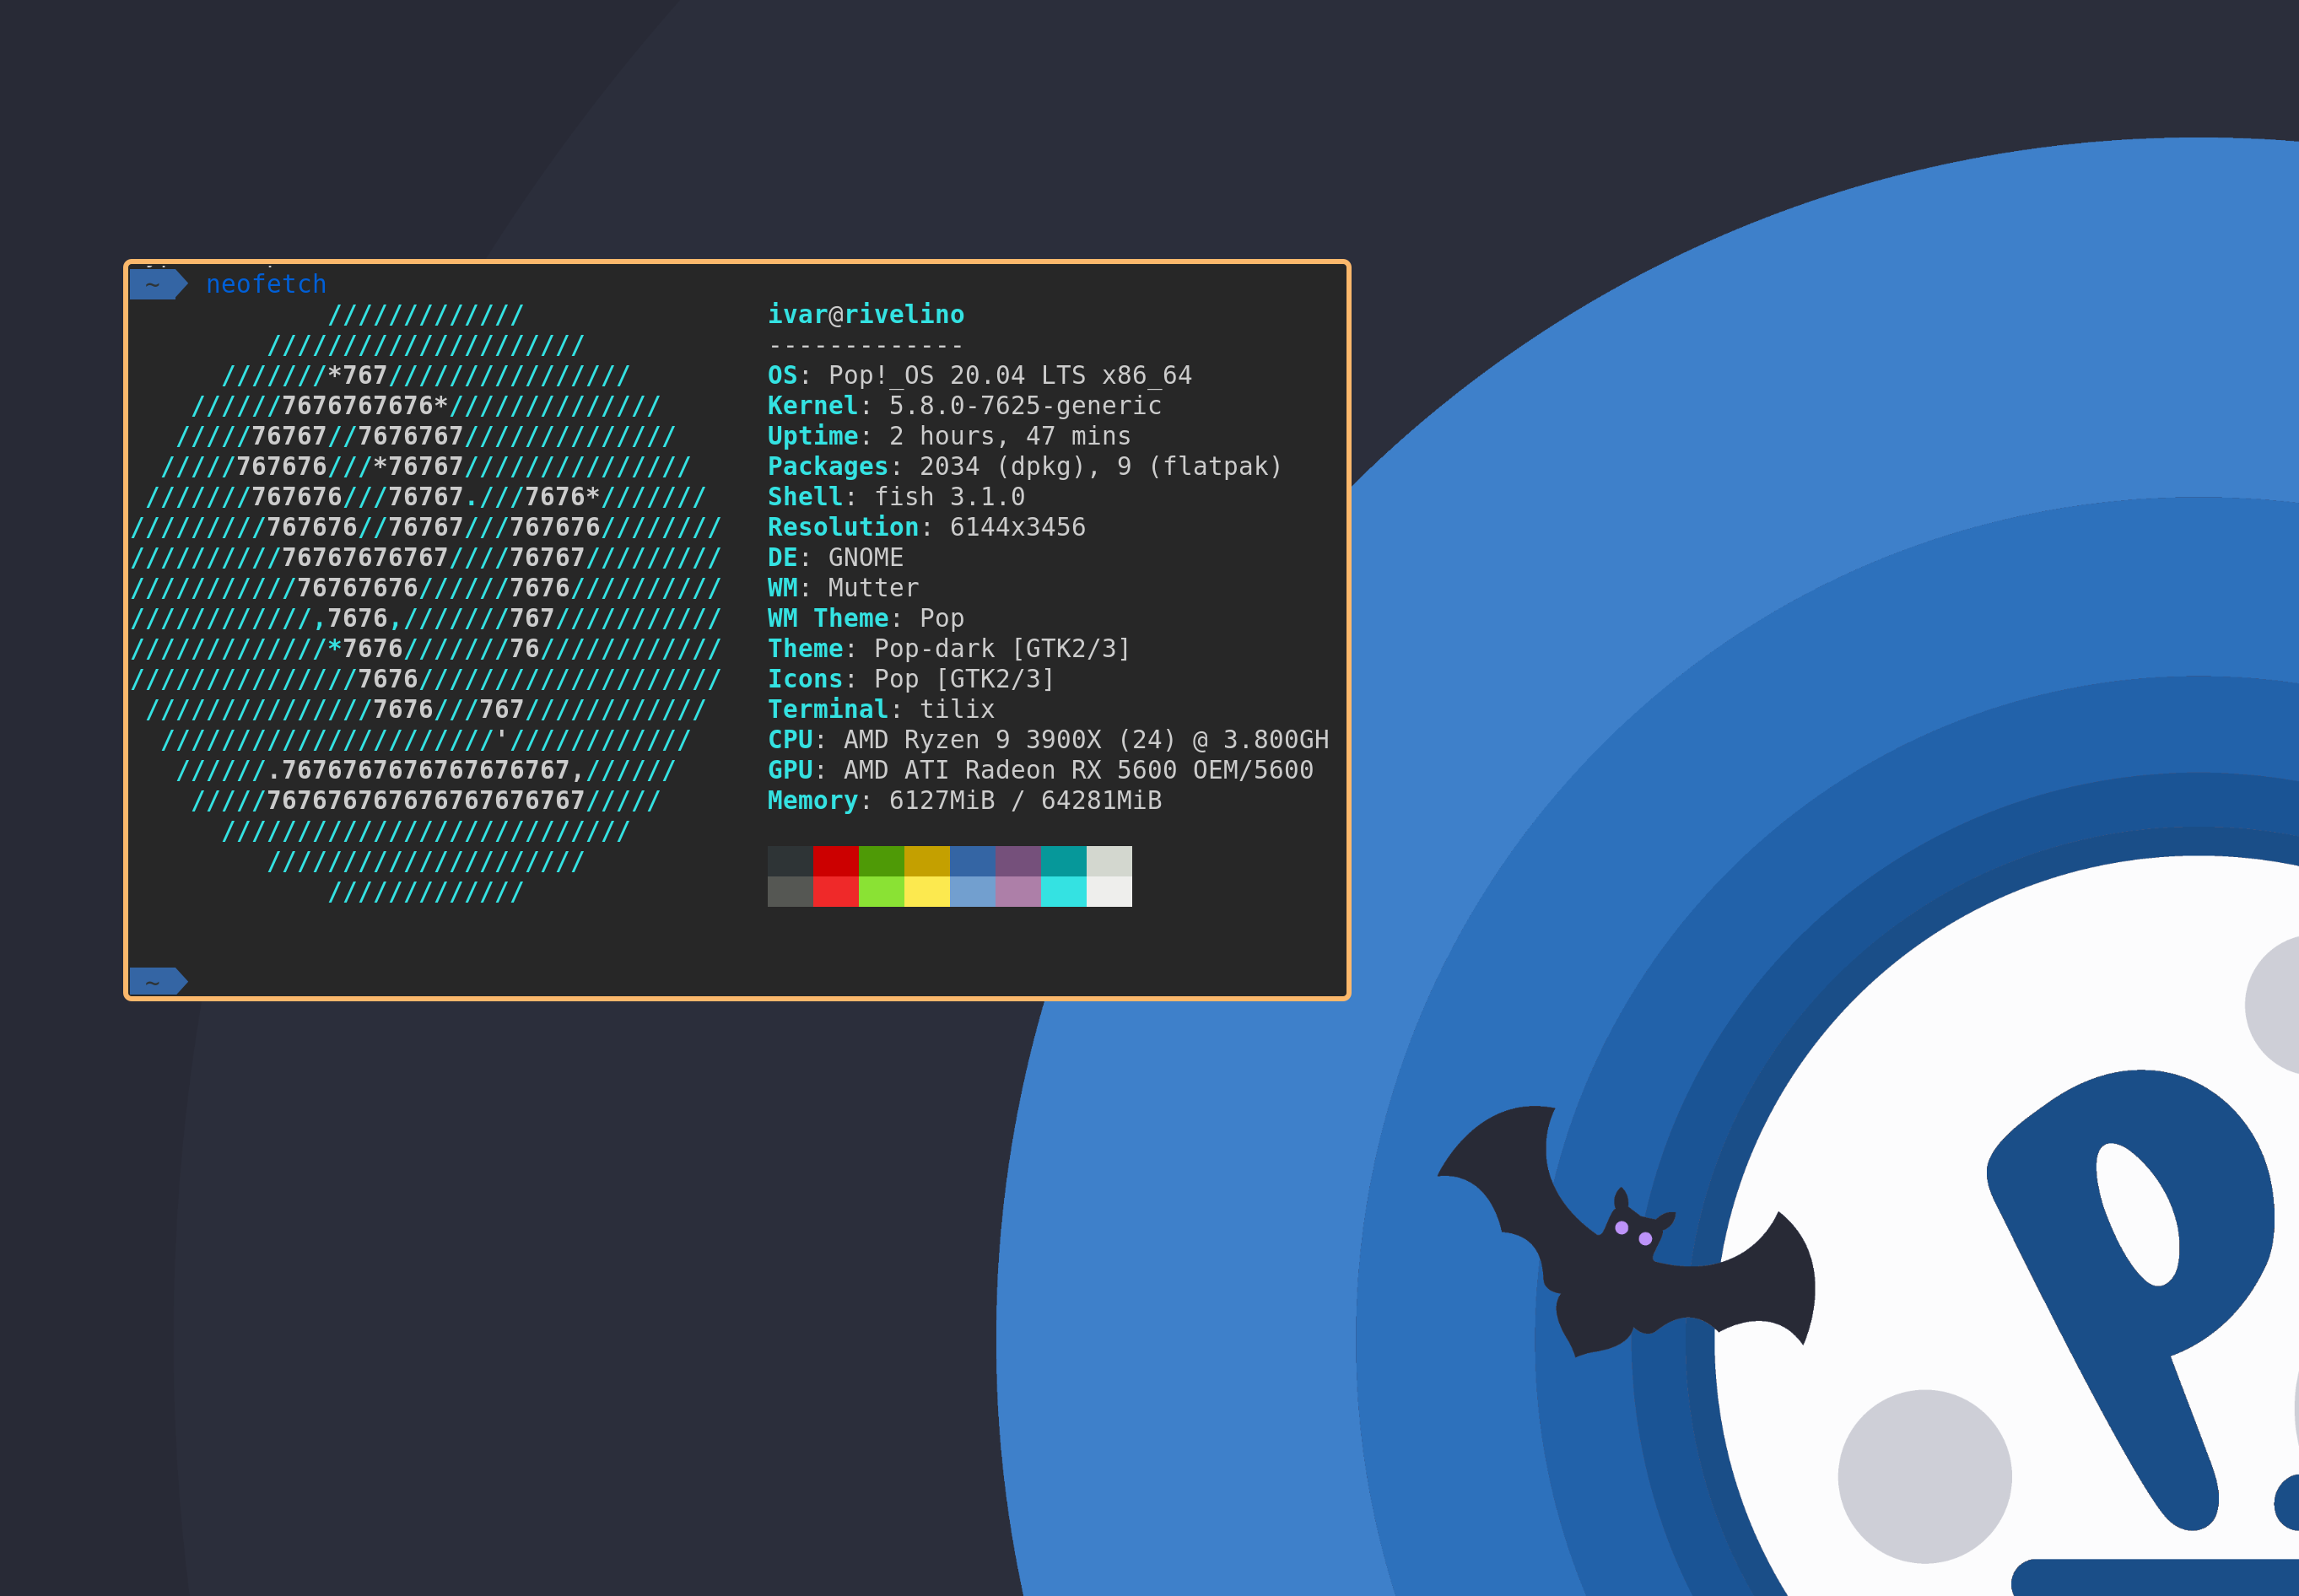 ~ neofetch
/////////////
/////////////////////
///////*767////////////////
//////7676767676*//////////////
/////76767//7676767//////////////
/////767676///*76767///////////////
///////767676///76767.///7676*///////
/////////767676//76767///767676////////
//////////76767676767////76767/////////
///////////76767676//////7676//////////
////////////,7676,///////767///////////
/////////////*7676///////76////////////
///////////////7676////////////////////
///////////////7676///767////////////
//////////////////////'////////////
//////.7676767676767676767,//////
/////767676767676767676767/////
///////////////////////////
/////////////////////
/////////////
ivar@rivelino
-------------
OS: Pop!_OS 20.04 LTS x86_64
Kernel: 5.8.0-7625-generic
Uptime: 2 hours, 47 mins
Packages: 2034 (dpkg), 9 (flatpak)
Shell: fish 3.1.0
Resolution: 6144x3456
DE: GNOME
WM: Mutter
WM Theme: Pop
Theme: Pop-dark [GTK2/3]
Icons: Pop [GTK2/3]
Terminal: tilix
CPU: AMD Ryzen 9 3900X (24) @ 3.800GH
GPU: AMD ATI Radeon RX 5600 OEM/5600
Memory: 6127MiB / 64281MiB
~
P